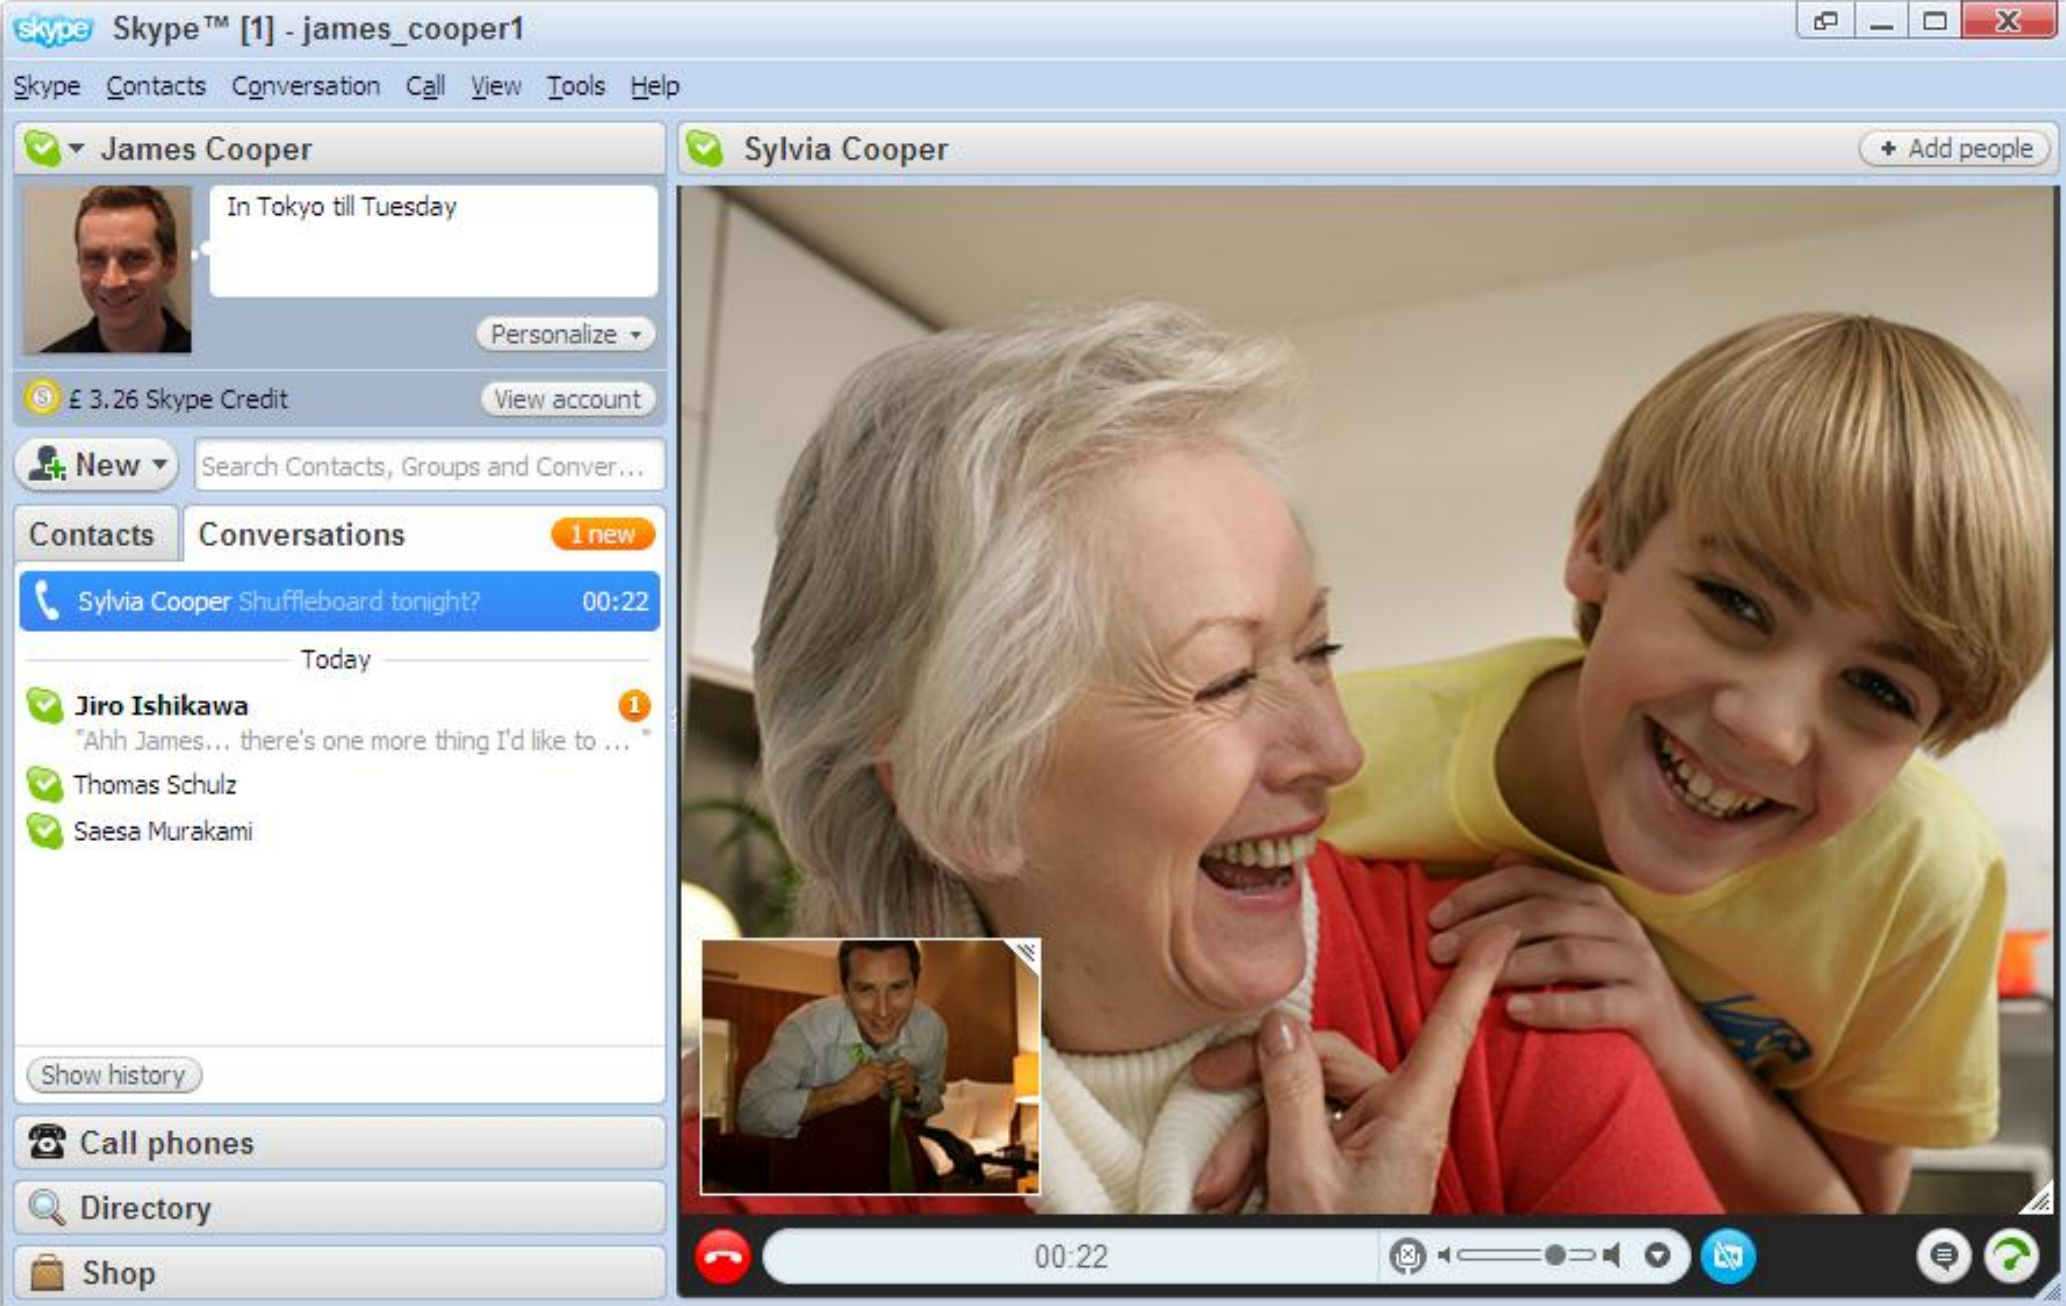 skype Skype™ [1] - james_cooper1
Skype Contacts Conversation Call View Tools Help
James Cooper
In Tokyo till Tuesday
Personalize
£ 3.26 Skype Credit
View account
New
Search Contacts, Groups and Conver...
Contacts
Conversations
1 new
Sylvia Cooper Shuffleboard tonight? 00:22
Today
Jiro Ishikawa
1
"Ahh James... there's one more thing I'd like to ... "
Thomas Schulz
Saesa Murakami
Show history
Call phones
Directory
Shop
Sylvia Cooper
+ Add people
00:22